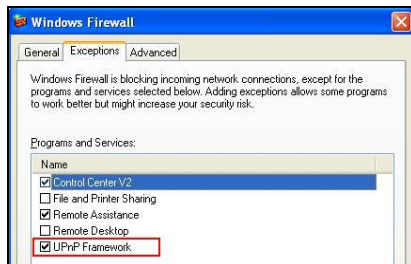 Windows Firewall
General Exceptions Advanced
Windows Firewall is blocking incoming network connections, except for the
programs and services selected below. Adding exceptions allows some programs
to work better but might increase your security risk.
Programs and Services:
Name
Control Center V2
File and Printer Sharing
Remote Assistance
Remote Desktop
UPnP Framework